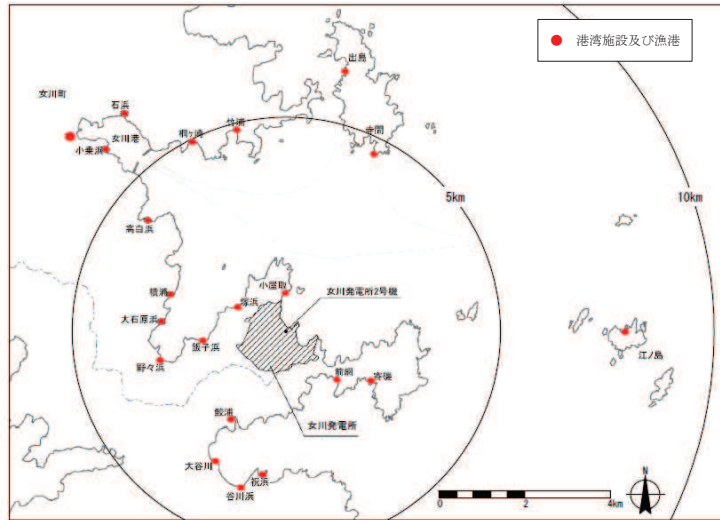 港湾施設及び漁港
出島
女川町
石浜
竹浦
寺間
桐ヶ崎
女川港
小乗浜
5km
10km
高白浜
小屋取
女川発電所2号機
横浦
塚浜
大石原浜
飯子浜
江ノ島
野々浜
前網
寄磯
鮫浦
女川発電所
大谷川
祝浜
谷川浜
N
0
4km